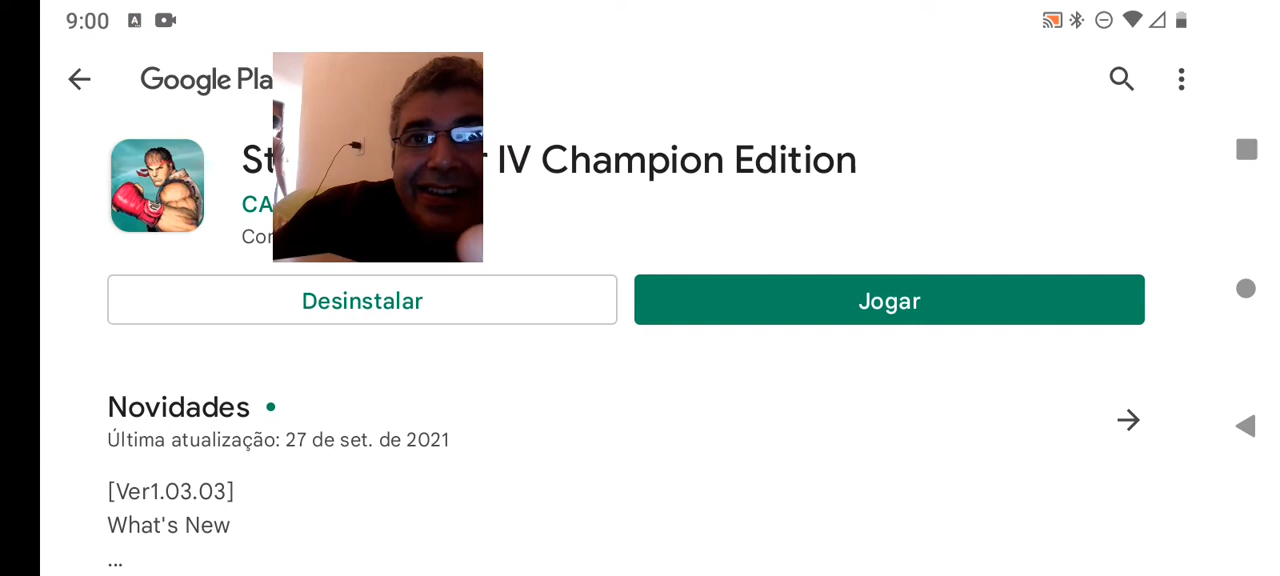 9:00
Google Pla
St r IV Champion Edition
CA
Con
Desinstalar
Jogar
Novidades •
Última atualização: 27 de set. de 2021
[Ver1.03.03]
What's New
...